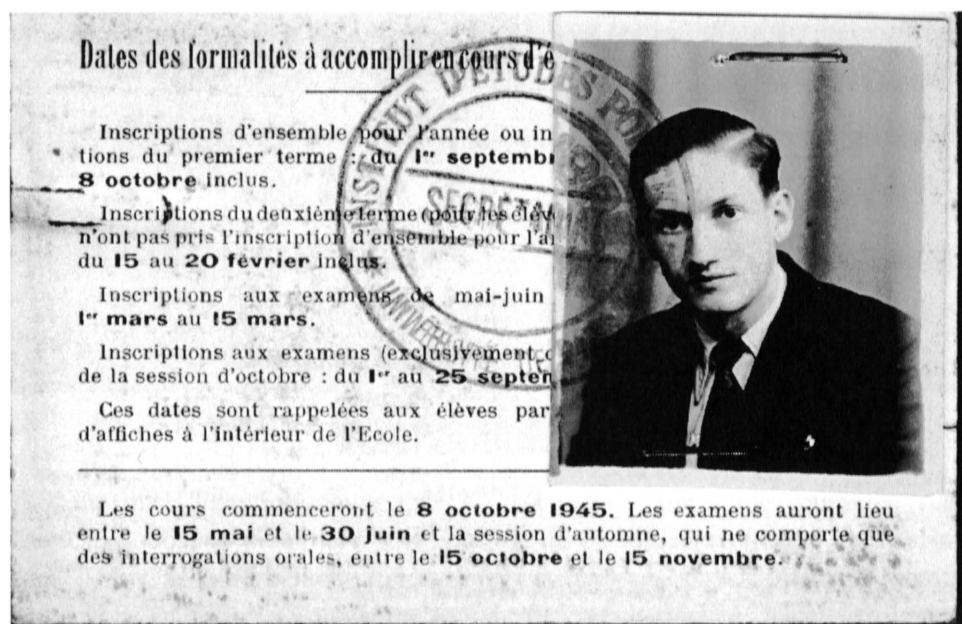 Dates des formalités à accomplir en cours d'é
Inscriptions d'ensemble pour l'année ou in
tions du premier terme : du 1er septemb
8 octobre inclus.
Inscriptions du deuxième terme (pour les élèv
n'ont pas pris l'inscription d'ensemble pour l'a
du 15 au 20 février inclus.
Inscriptions aux examens de mai-juin
1er mars au 15 mars.
Inscriptions aux examens (exclusivement
de la session d'octobre : du 1er au 25 septe
Ces dates sont rappelées aux élèves par
d'affiches à l'intérieur de l'Ecole.
INSTITUT D'ÉTUDES PO
Les cours commenceront le 8 octobre 1945. Les examens auront lieu
entre le 15 mai et le 30 juin et la session d'automne, qui ne comporte que
des interrogations orales, entre le 15 octobre et le 15 novembre.